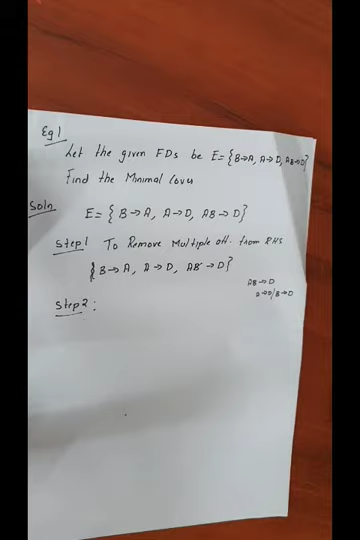 Eg 1
Let the given FDs be E = {B→A, A→D, AB→D}
Find the Minimal Cover
Soln
E = { B→A, A→D, AB→D }
Step 1 To Remove Multiple att. from RHS
{ B→A, A→D, AB→D }
AB→D
A→D/B→D
Step 2 :